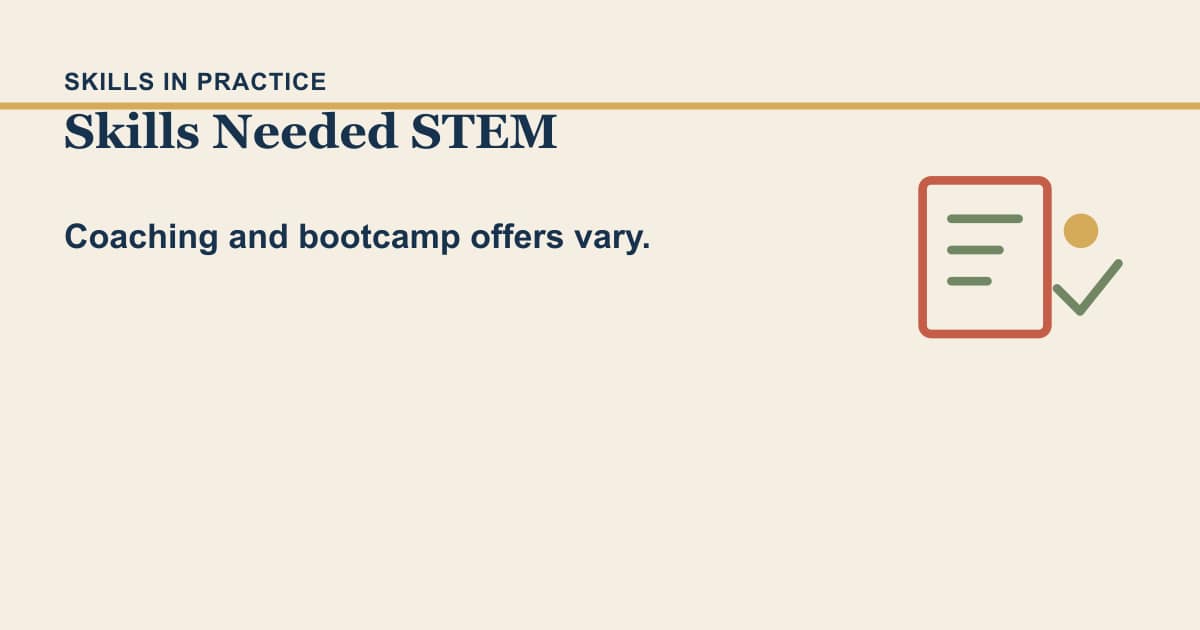 SKILLS IN PRACTICE
Skills Needed STEM
Coaching and bootcamp offers vary.